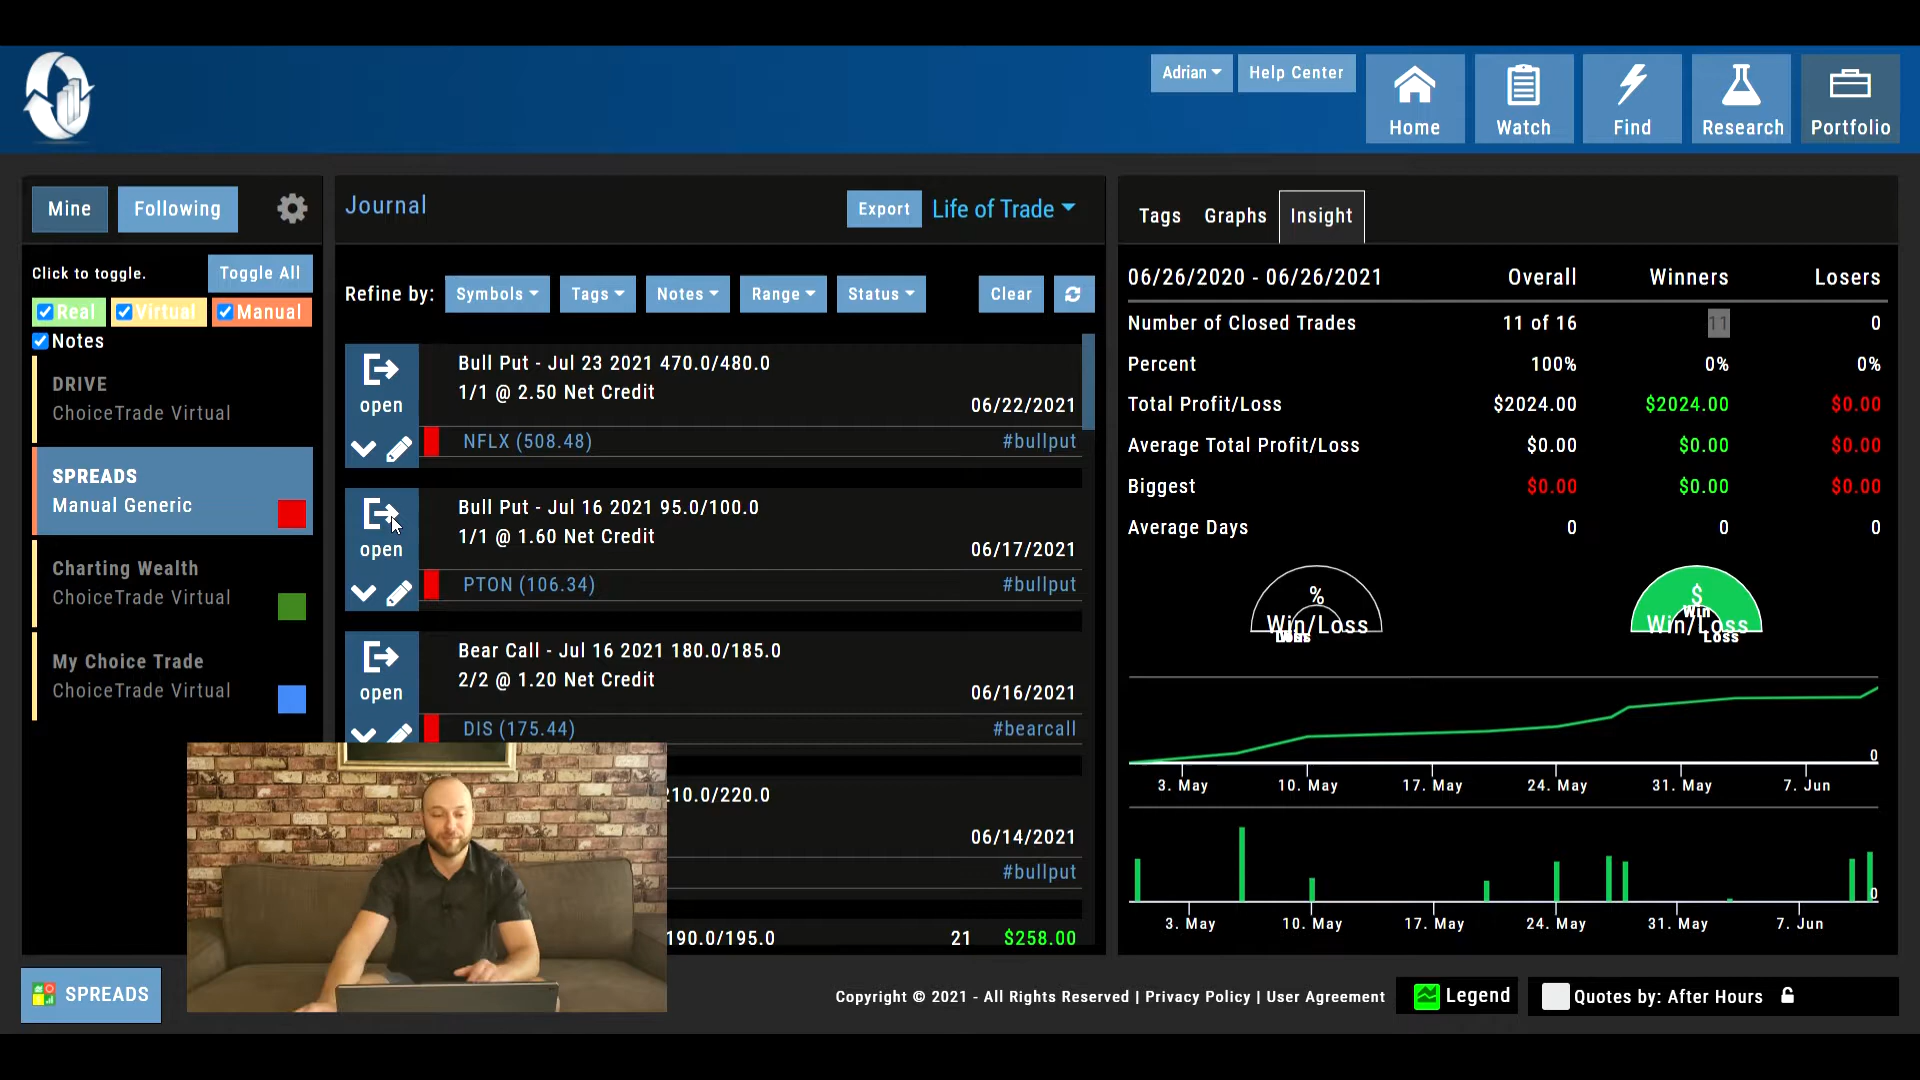 Adrian
Help Center
Home
Watch
Find
Research
Portfolio
Mine
Following
Click to toggle.
Toggle All
Real
Virtual
Manual
Notes
DRIVE
ChoiceTrade Virtual
SPREADS
Manual Generic
Charting Wealth
ChoiceTrade Virtual
My Choice Trade
ChoiceTrade Virtual
SPREADS
Journal
Export
Life of Trade
Refine by:
Symbols
Tags
Notes
Range
Status
Clear
open
Bull Put - Jul 23 2021 470.0/480.0
1/1 @ 2.50 Net Credit
06/22/2021
NFLX (508.48)
#bullput
open
Bull Put - Jul 16 2021 95.0/100.0
1/1 @ 1.60 Net Credit
06/17/2021
PTON (106.34)
#bullput
open
Bear Call - Jul 16 2021 180.0/185.0
2/2 @ 1.20 Net Credit
06/16/2021
DIS (175.44)
#bearcall
210.0/220.0
06/14/2021
#bullput
190.0/195.0 21 $258.00
Tags
Graphs
Insight
06/26/2020 - 06/26/2021 Overall Winners Losers
Number of Closed Trades 11 of 16 11 0
Percent 100% 0% 0%
Total Profit/Loss $2024.00 $2024.00 $0.00
Average Total Profit/Loss $0.00 $0.00 $0.00
Biggest $0.00 $0.00 $0.00
Average Days 0 0 0
%
Win/Loss
$
Win
Win/Loss
Loss
0
3. May 10. May 17. May 24. May 31. May 7. Jun
0
3. May 10. May 17. May 24. May 31. May 7. Jun
Copyright © 2021 - All Rights Reserved | Privacy Policy | User Agreement
Legend
Quotes by: After Hours